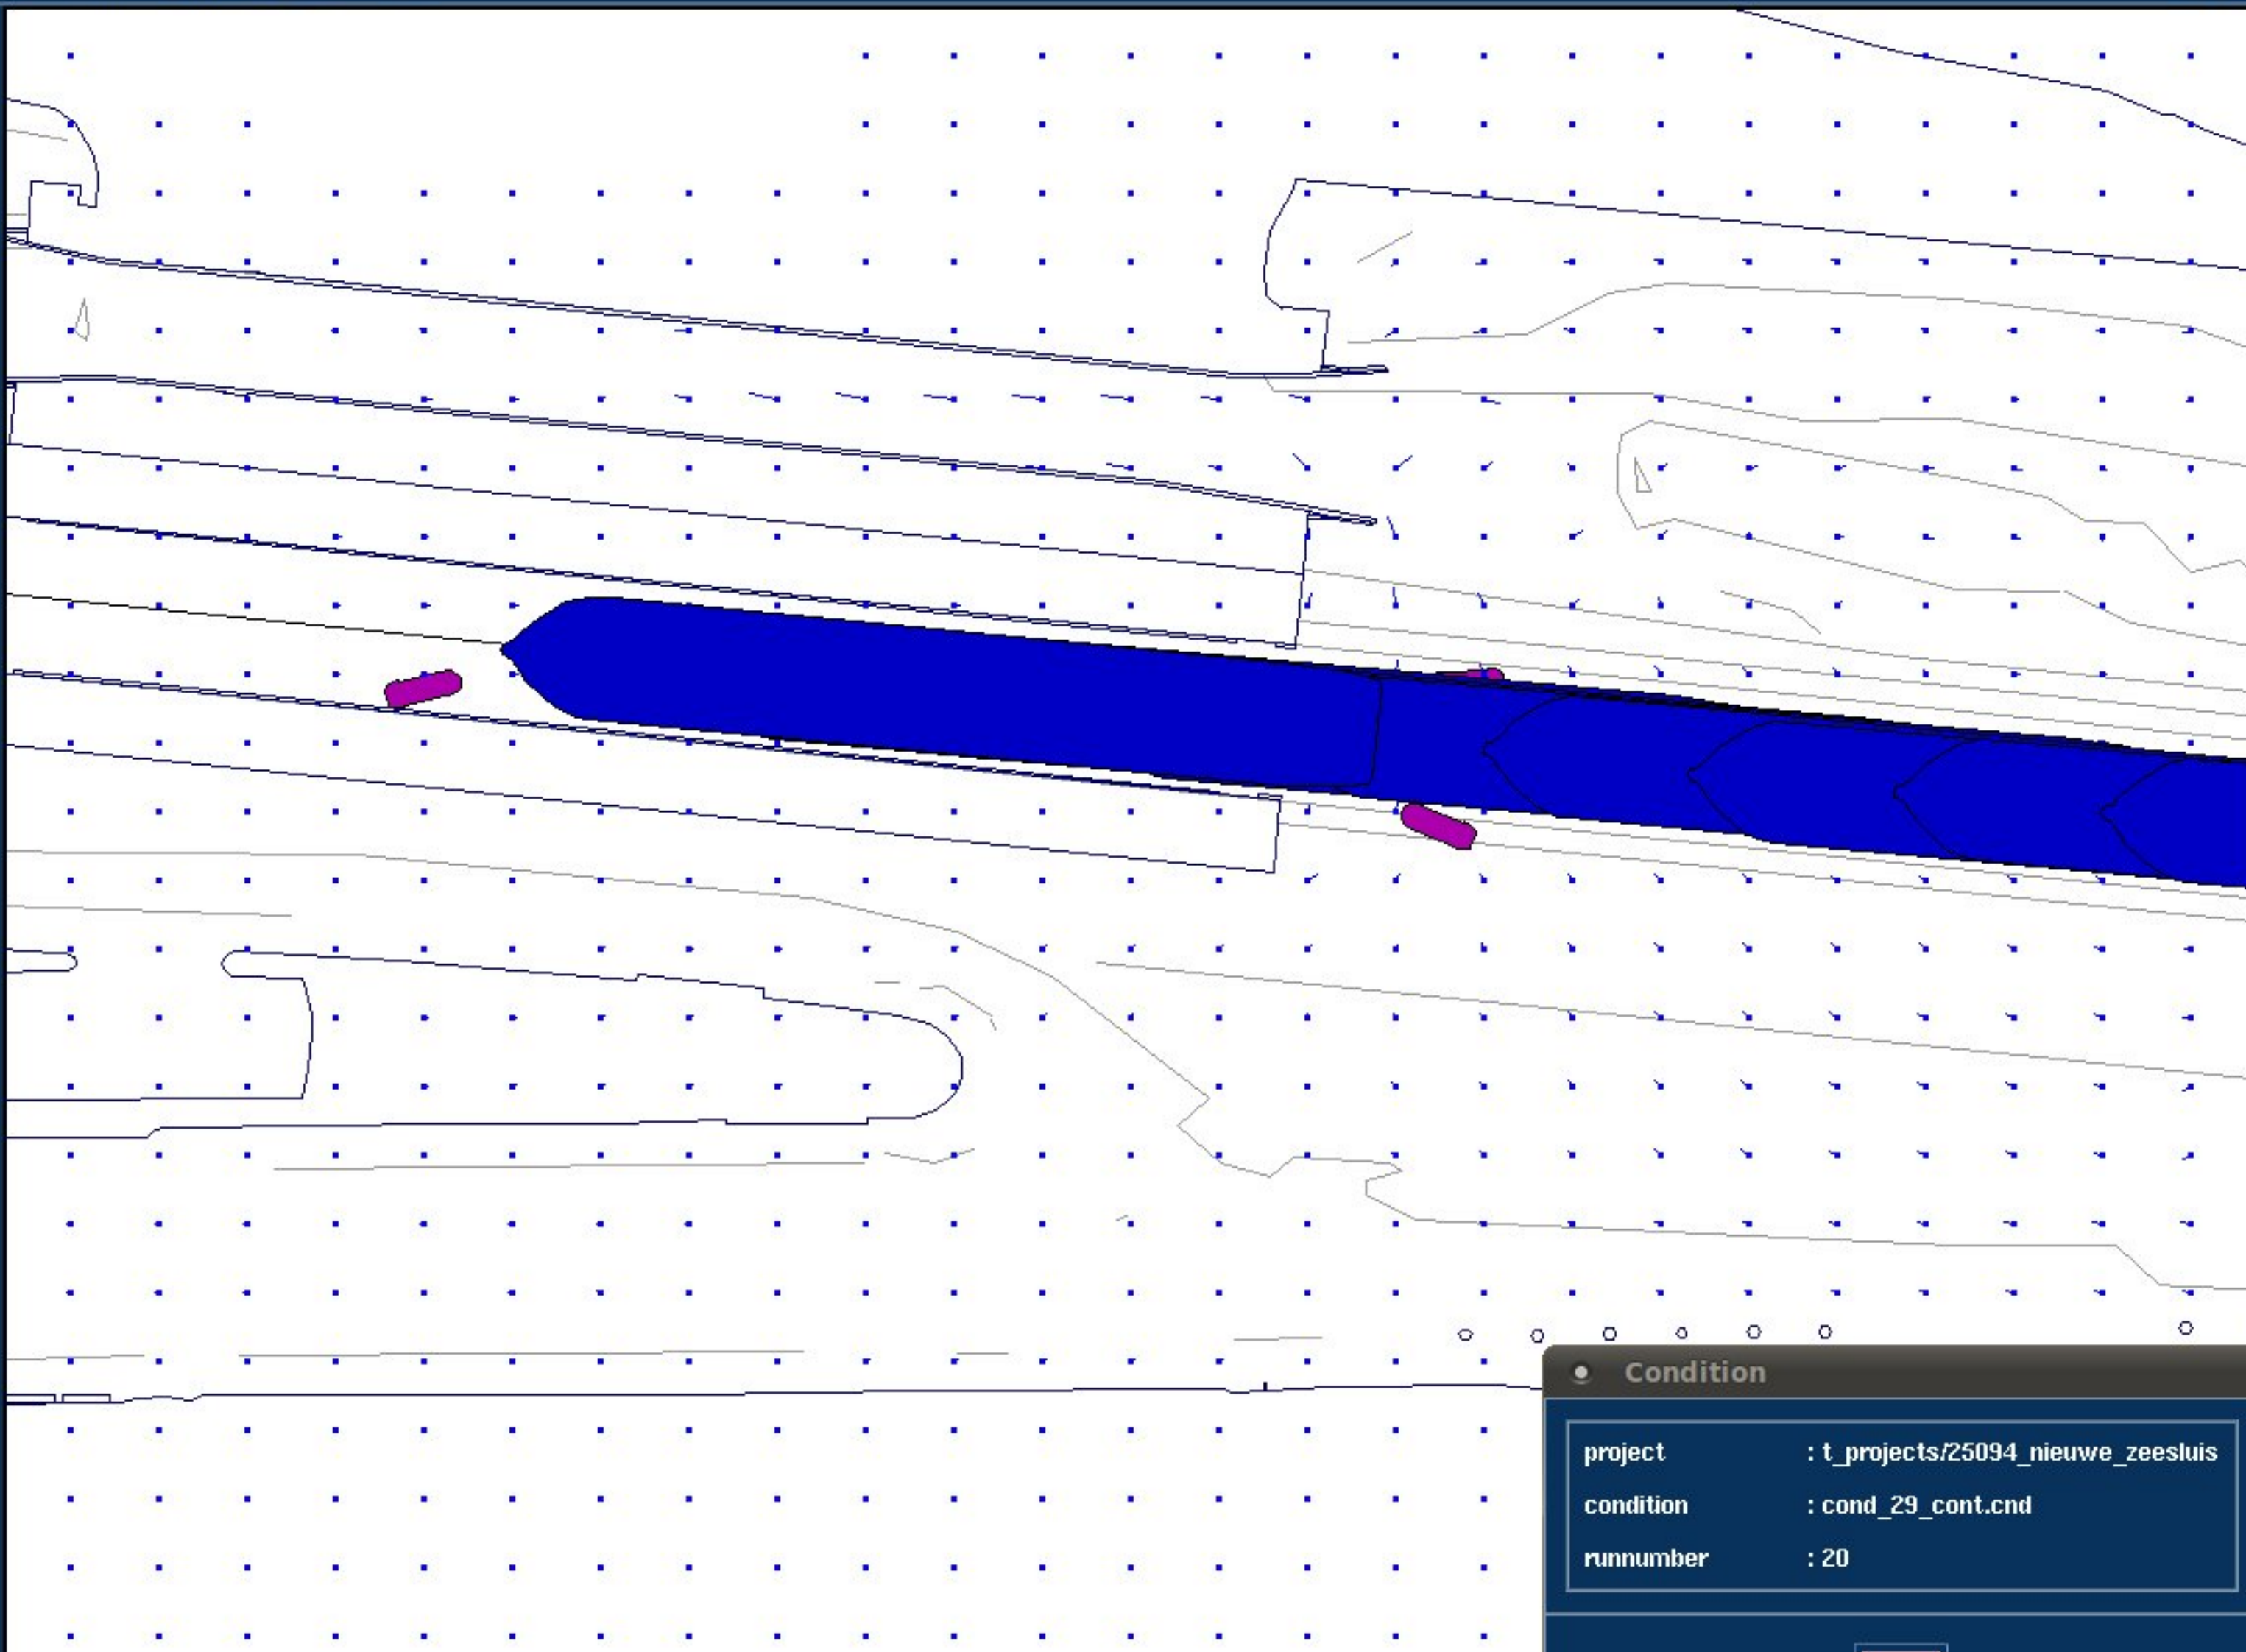 Condition
project : t_projects/25094_nieuwe_zeesluis
condition : cond_29_cont.cnd
runnumber : 20